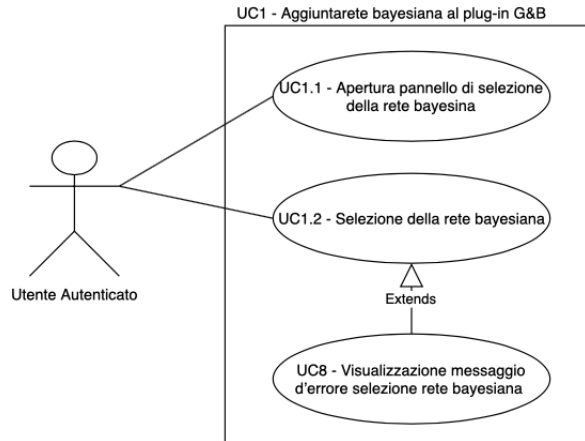 UC1 - Aggiuntarete bayesiana al plug-in G&B
UC1.1 - Apertura pannello di selezione
della rete bayesina
UC1.2 - Selezione della rete bayesiana
Utente Autenticato
Extends
UC8 - Visualizzazione messaggio
d'errore selezione rete bayesiana